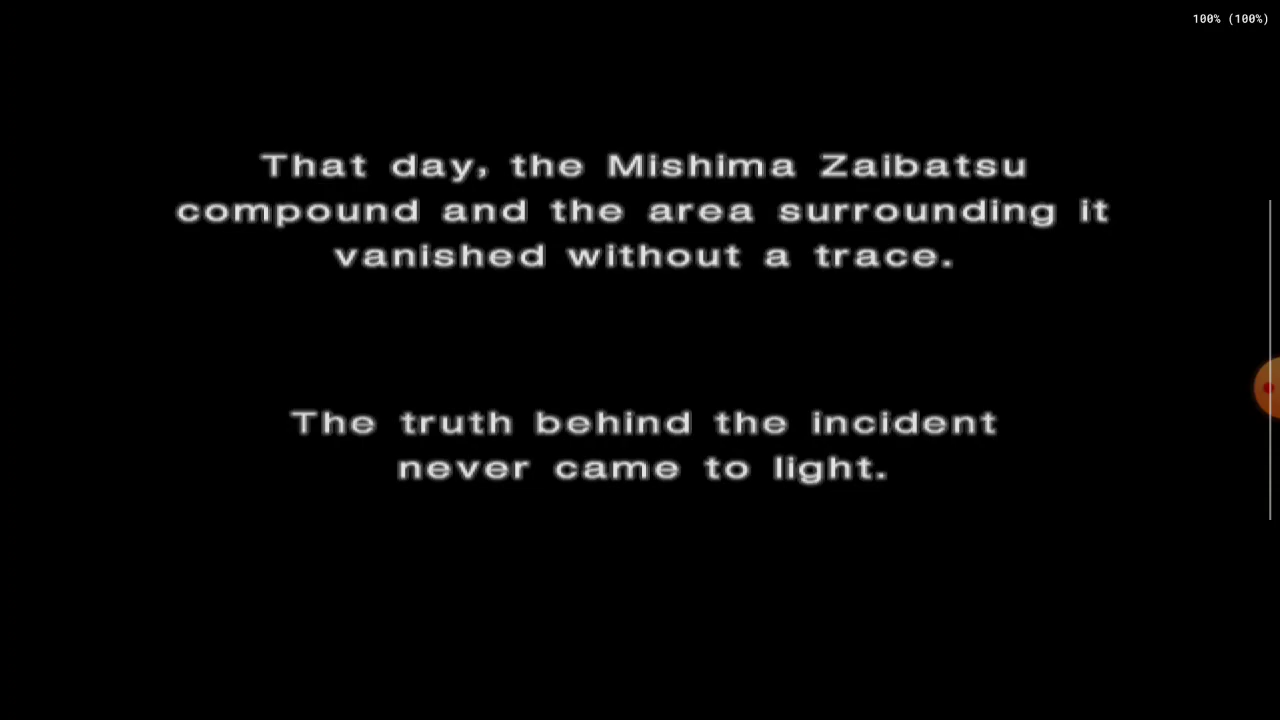 100% (100%)
That day, the Mishima Zaibatsu
compound and the area surrounding it
vanished without a trace.
The truth behind the incident
never came to light.